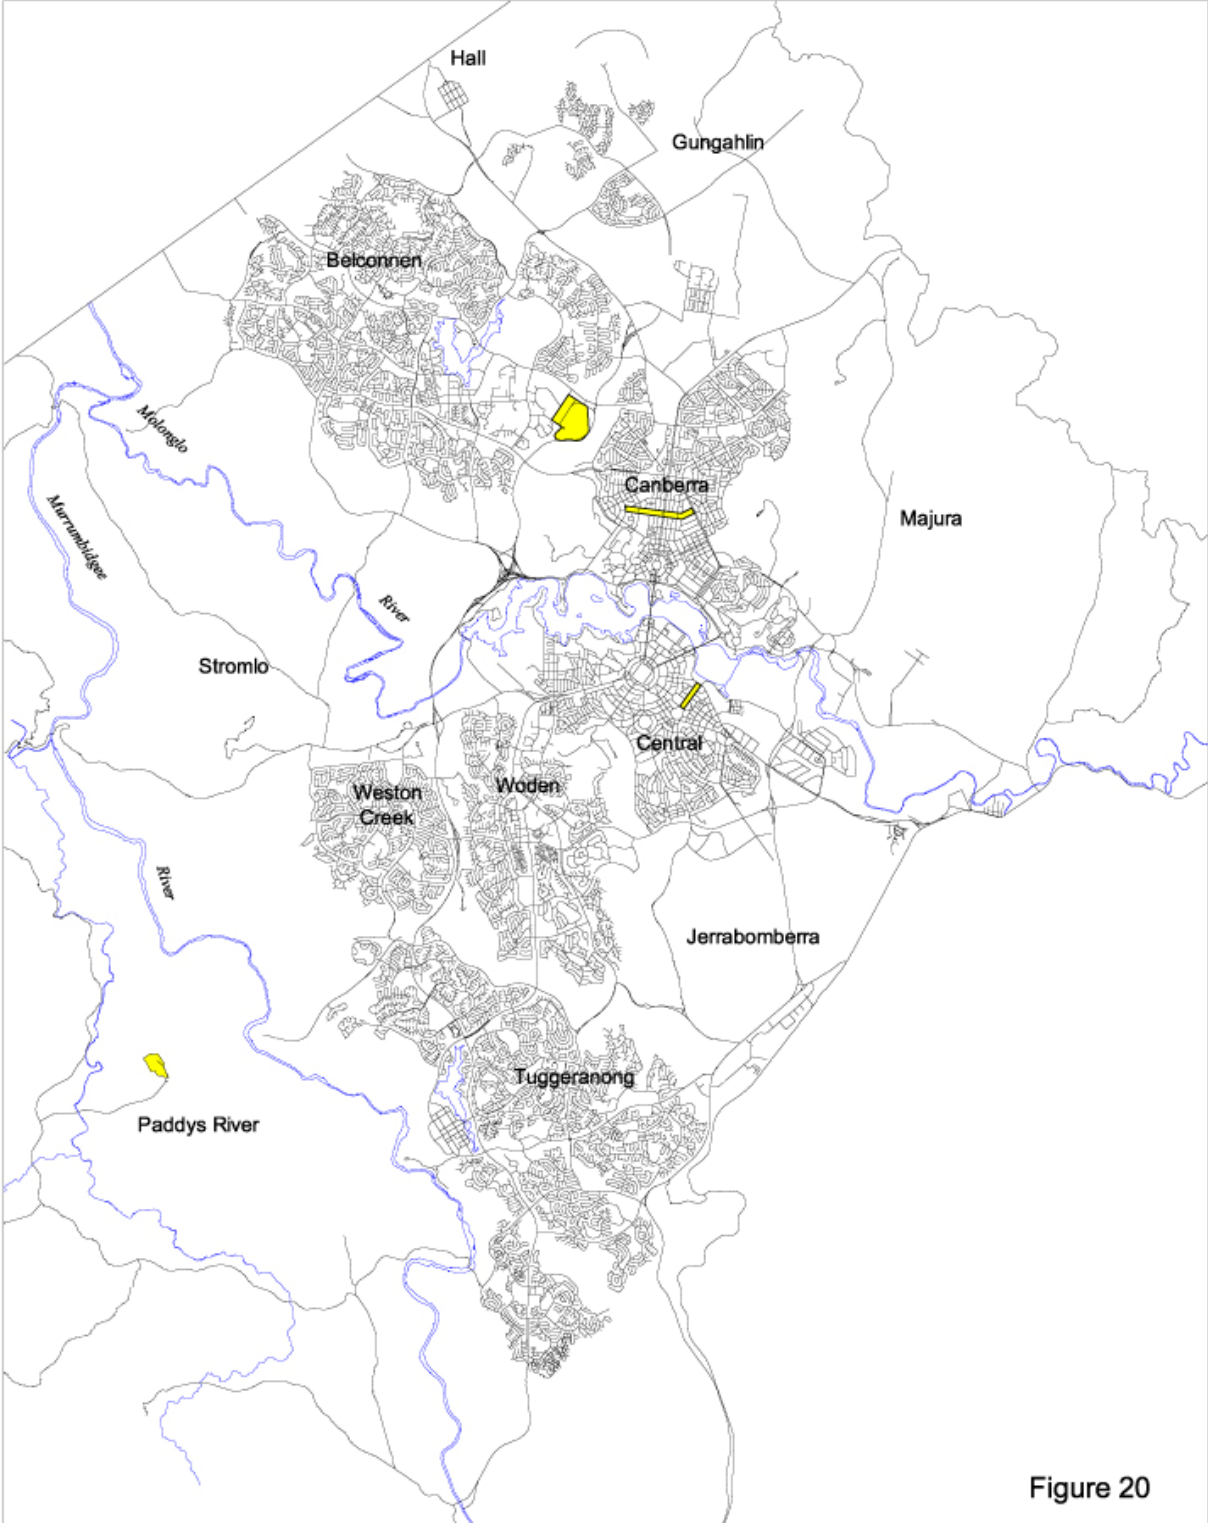 Hall
Gungahlin
Belconnen
Molonglo
Canberra
Majura
Murrumbidgee
River
Stromlo
Central
Woden
Weston
Creek
River
Jerrabomberra
Tuggeranong
Paddys River
Figure 20